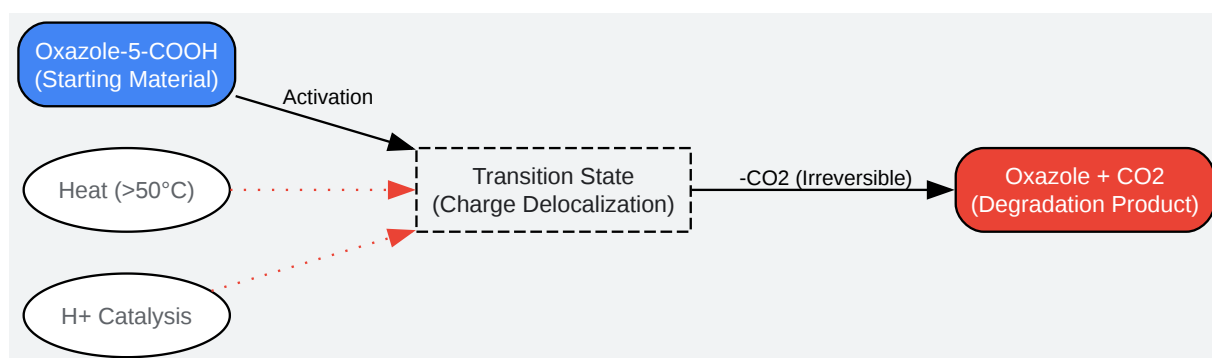 Oxazole-5-COOH
(Starting Material)
Activation
Heat (>50°C)
Transition State
(Charge Delocalization)
-CO2 (Irreversible)
Oxazole + CO2
(Degradation Product)
H+ Catalysis